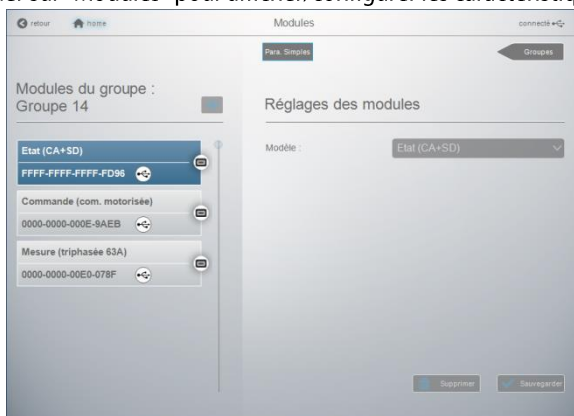 sur "modules" pour afficher, configurer les
retour
home
Modules
connecté
Para. Simples
Groupes
Modules du groupe :
Groupe 14
Réglages des modules
Etat (CA+SD)
FFFF-FFFF-FFFF-FD96
Modèle :
Etat (CA+SD)
Commande (com. motorisée)
0000-0000-000E-9AEB
Mesure (triphasée 63A)
0000-0000-00E0-078F
Supprimer
Sauvegarder